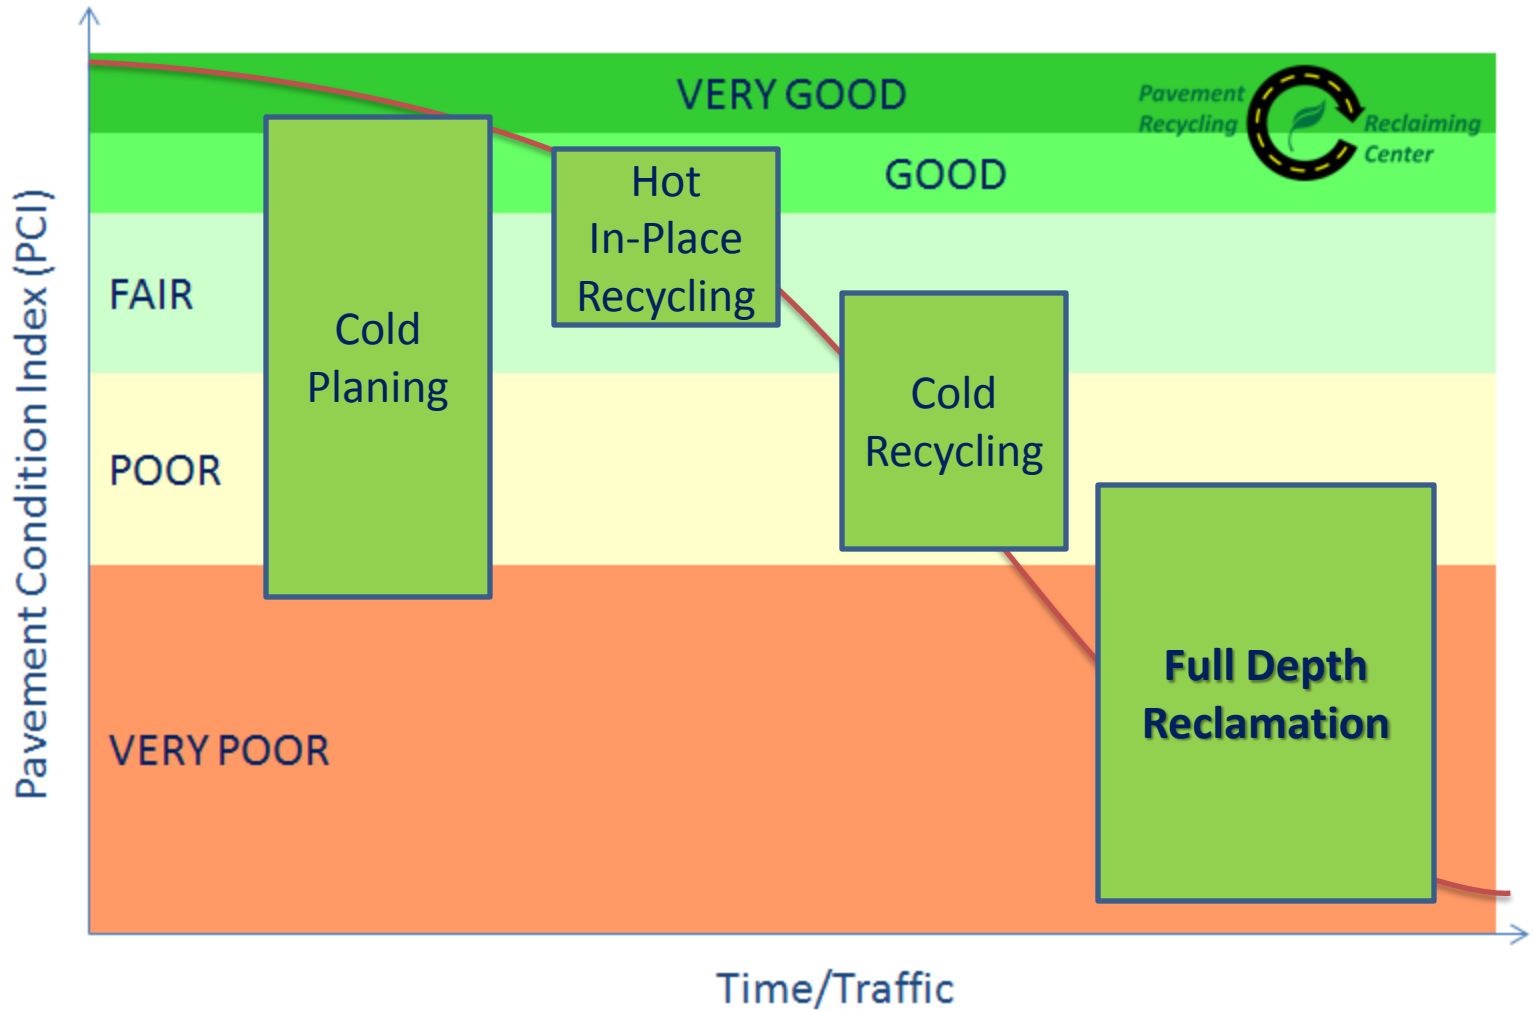 VERY GOOD
Pavement
Recycling
Reclaiming
Center
GOOD
Hot
In-Place
Recycling
FAIR
Cold
Planing
Cold
Recycling
POOR
Full Depth
Reclamation
VERY POOR
Pavement Condition Index (PCI)
Time/Traffic